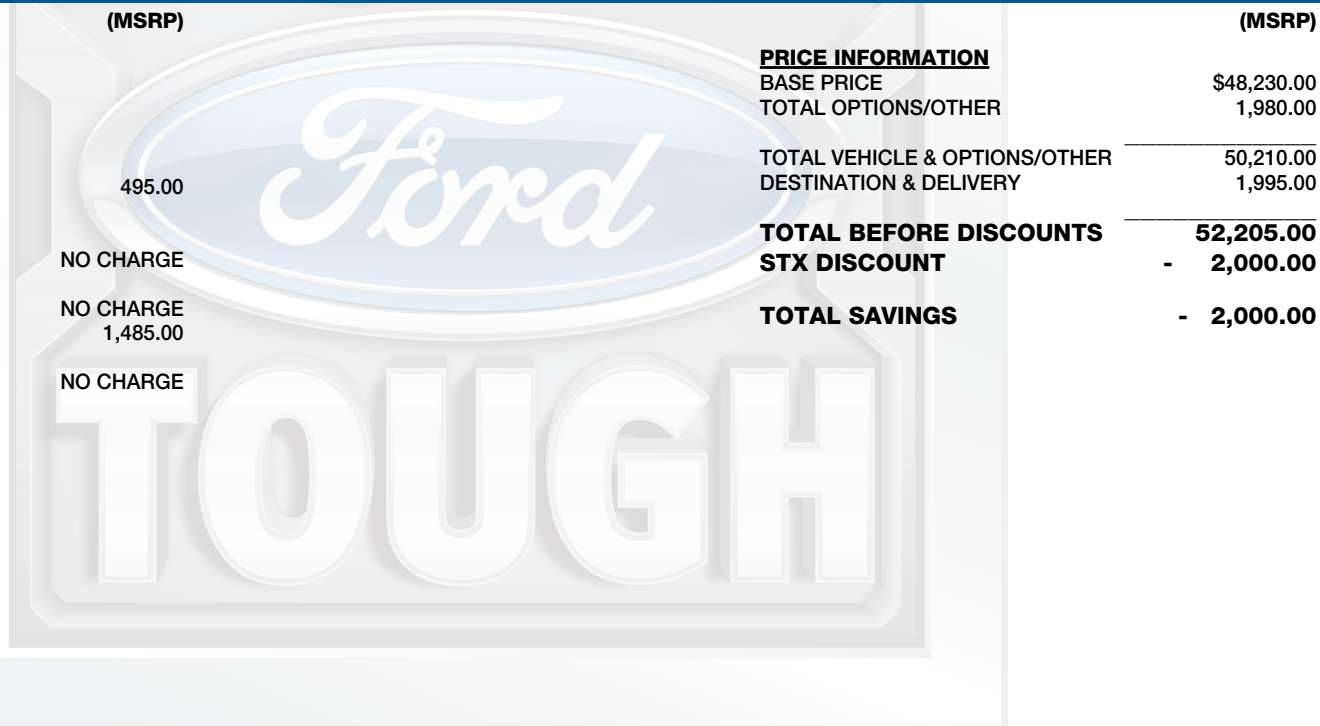 (MSRP)
495.00
NO CHARGE
NO CHARGE
1,485.00
NO CHARGE
(MSRP)
PRICE INFORMATION
BASE PRICE $48,230.00
TOTAL OPTIONS/OTHER 1,980.00
TOTAL VEHICLE & OPTIONS/OTHER 50,210.00
DESTINATION & DELIVERY 1,995.00
TOTAL BEFORE DISCOUNTS 52,205.00
STX DISCOUNT - 2,000.00
TOTAL SAVINGS - 2,000.00
Ford
TOUGH